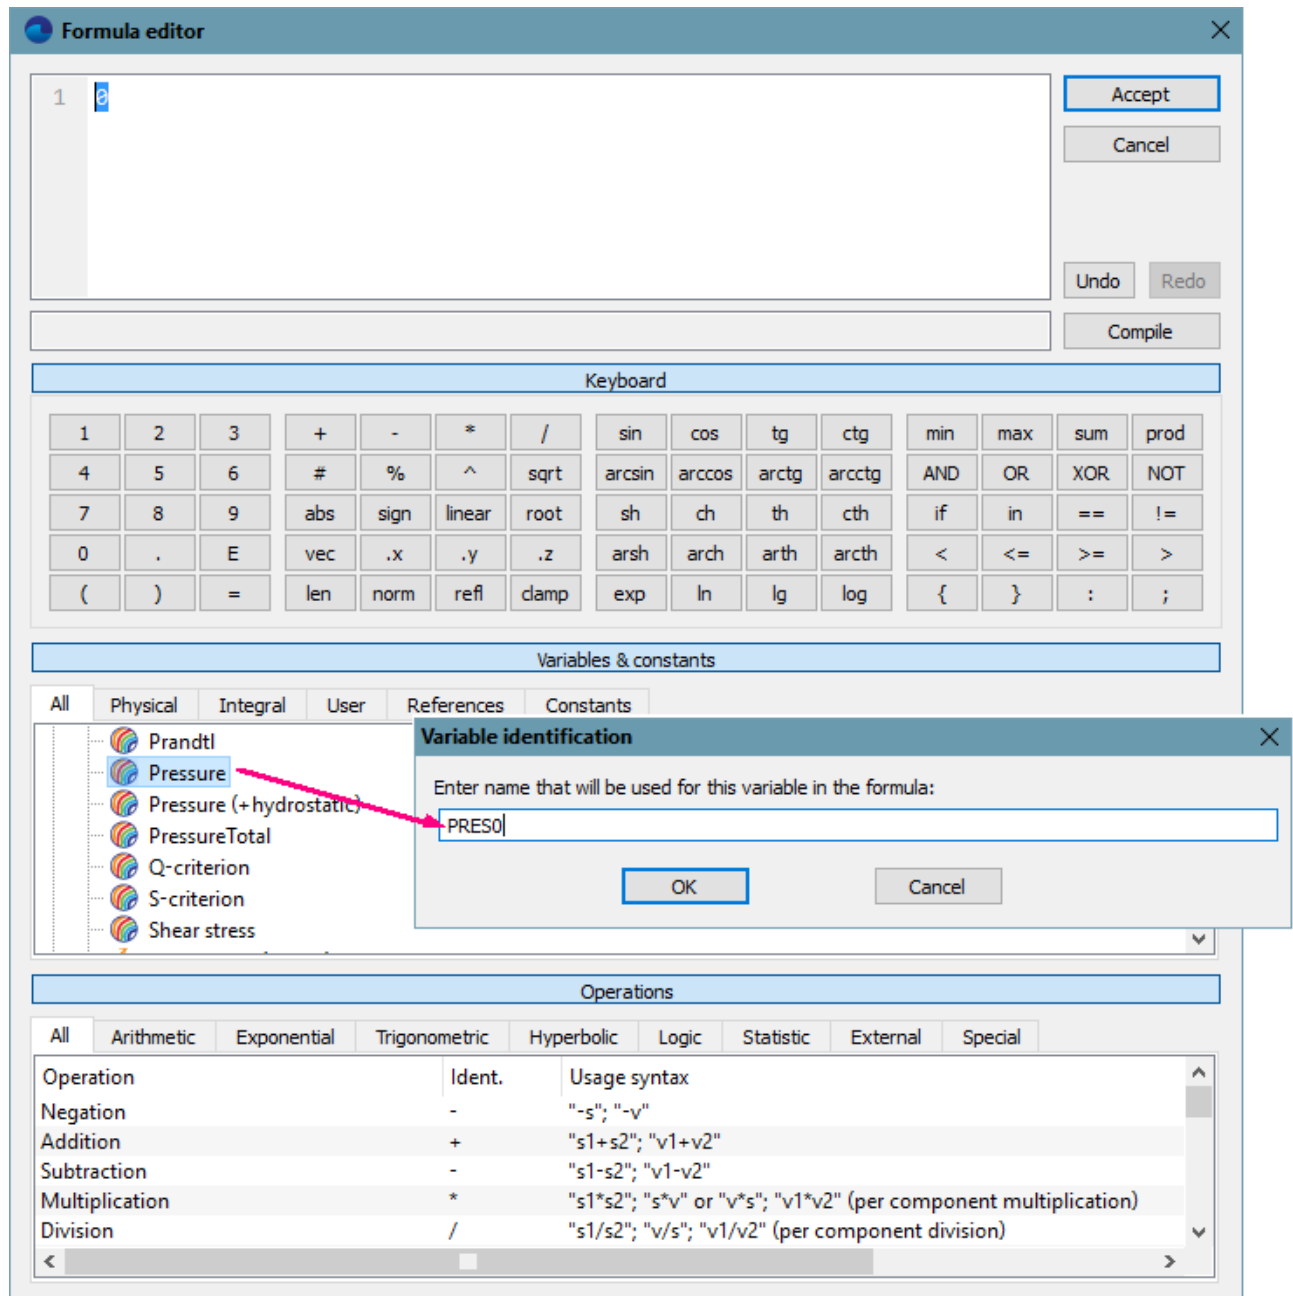 Formula editor
1 0
Accept
Cancel
Undo Redo
Compile
Keyboard
1 2 3 + - * / sin cos tg ctg min max sum prod
4 5 6 # % ^ sqrt arcsin arccos arctg arcctg AND OR XOR NOT
7 8 9 abs sign linear root sh ch th cth if in == !=
0 . E vec .x .y .z arsh arch arth arcth < <= >= >
( ) = len norm refl clamp exp ln lg log { } : ;
Variables & constants
All Physical Integral User References Constants
Prandtl
Pressure
Pressure (+hydrostatic)
PressureTotal
Q-criterion
S-criterion
Shear stress
Variable identification
Enter name that will be used for this variable in the formula:
PRES0
OK Cancel
Operations
All Arithmetic Exponential Trigonometric Hyperbolic Logic Statistic External Special
Operation Ident. Usage syntax
Negation - "-s"; "-v"
Addition + "s1+s2"; "v1+v2"
Subtraction - "s1-s2"; "v1-v2"
Multiplication * "s1*s2"; "s*v" or "v*s"; "v1*v2" (per component multiplication)
Division / "s1/s2"; "v/s"; "v1/v2" (per component division)